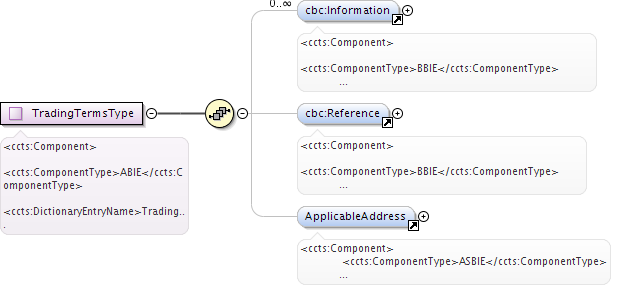 0..∞
cbc:Information
<ccts:Component>
<ccts:ComponentType>BBIE</ccts:ComponentType>
...
TradingTermsType
<ccts:Component>
<ccts:ComponentType>ABIE</ccts:C
omponentType>
<ccts:DictionaryEntryName>Trading..
.
cbc:Reference
<ccts:Component>
<ccts:ComponentType>BBIE</ccts:ComponentType>
...
ApplicableAddress
<ccts:Component>
<ccts:ComponentType>ASBIE</ccts:ComponentType>
...